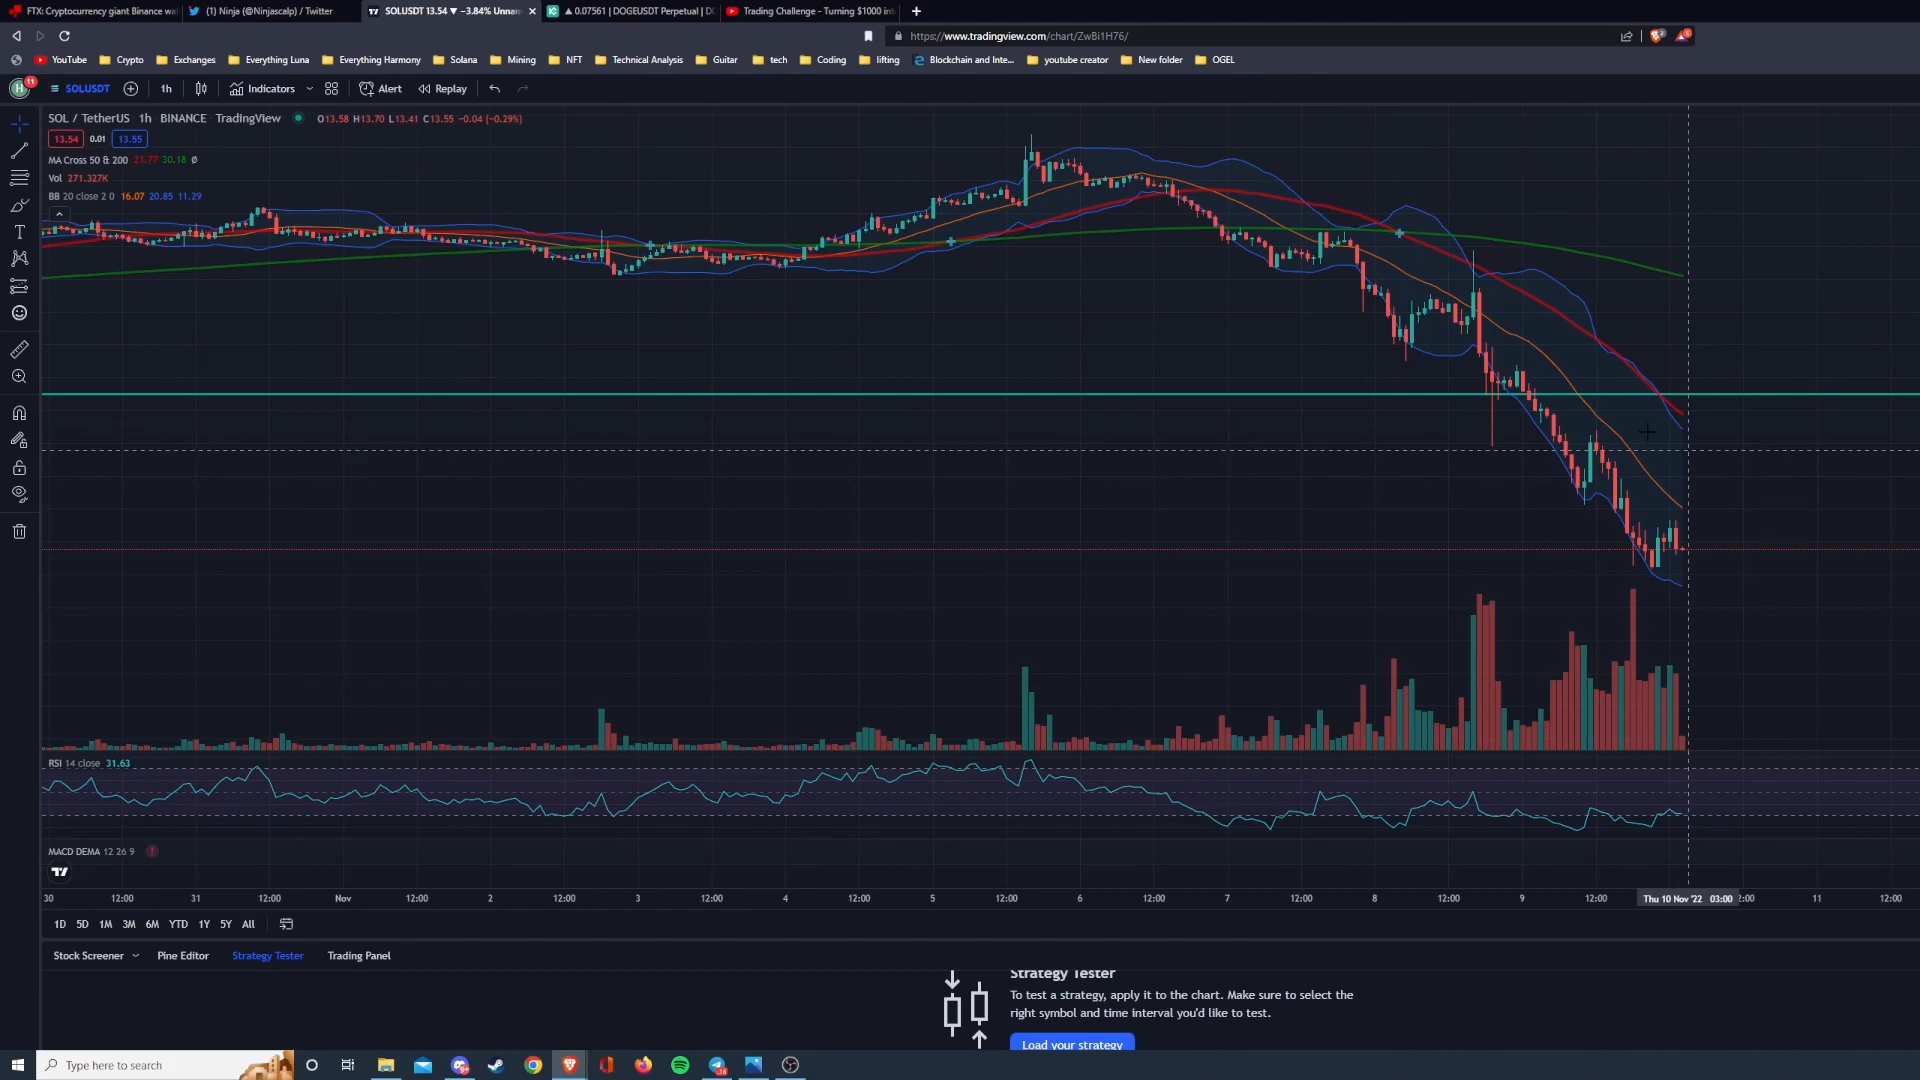 FTX: Cryptocurrency giant Binance wa
(1) Ninja (@Ninjascalp) / Twitter
SOLUSDT 13.54 ▼ −3.84% Unnam
▲ 0.07561 | DOGEUSDT Perpetual | D
Trading Challenge - Turning $1000 int
https://www.tradingview.com/chart/ZwBi1H76/
YouTube
Crypto
Exchanges
Everything Luna
Everything Harmony
Solana
Mining
NFT
Technical Analysis
Guitar
tech
Coding
lifting
Blockchain and Inte...
youtube creator
New folder
OGEL
H
11
SOLUSDT
1h
Indicators
Alert
Replay
SOL / TetherUS · 1h · BINANCE · TradingView
O13.58 H13.70 L13.41 C13.55 -0.04 (-0.29%)
13.54 0.01 13.55
MA Cross 50 & 200 21.77 30.18 Ø
Vol 271.327K
BB 20 close 2 0 16.07 20.85 11.29
RSI 14 close 31.63
MACD DEMA 12 26 9
30 12:00 31 12:00 Nov 12:00 2 12:00 3 12:00 4 12:00 5 12:00 6 12:00 7 12:00 8 12:00 9 12:00 Thu 10 Nov '22 03:00 2:00 11 12:00
1D 5D 1M 3M 6M YTD 1Y 5Y All
Stock Screener
Pine Editor
Strategy Tester
Trading Panel
Strategy Tester
To test a strategy, apply it to the chart. Make sure to select the
right symbol and time interval you'd like to test.
Load your strategy
Type here to search